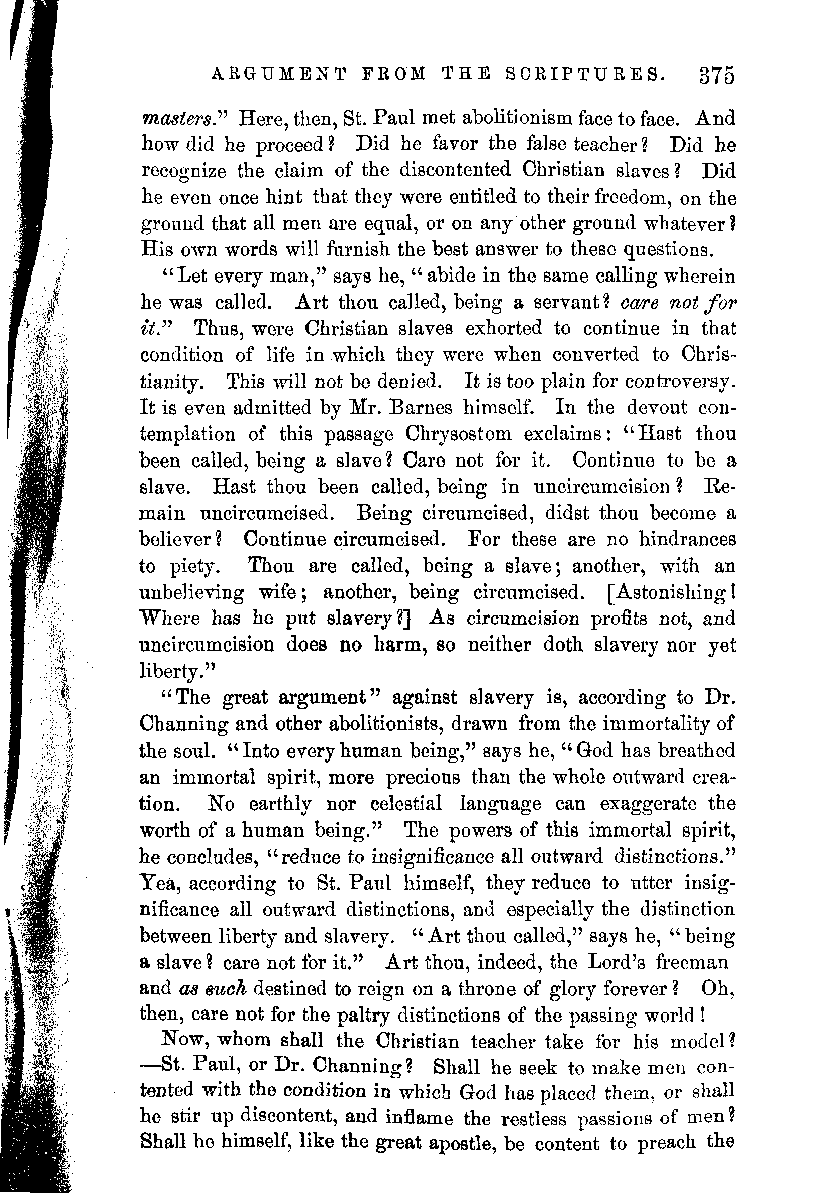 ARGUMENT FROM THE SCRIPTURES. 375
masters." Here, then, St. Paul met abolitionism face to face. And
how did he proceed? Did he favor the false teacher? Did he
recognize the claim of the discontented Christian slaves? Did
he even once hint that they were entitled to their freedom, on the
ground that all men are equal, or on any other ground whatever?
His own words will furnish the best answer to these questions.
"Let every man," says he, "abide in the same calling wherein
he was called. Art thou called, being a servant? care not for
it." Thus, were Christian slaves exhorted to continue in that
condition of life in which they were when converted to Chris-
tianity. This will not be denied. It is too plain for controversy.
It is even admitted by Mr. Barnes himself. In the devout con-
templation of this passage Chrysostom exclaims: "Hast thou
been called, being a slave? Care not for it. Continue to be a
slave. Hast thou been called, being in uncircumcision? Re-
main uncircumcised. Being circumcised, didst thou become a
believer? Continue circumcised. For these are no hindrances
to piety. Thou are called, being a slave; another, with an
unbelieving wife; another, being circumcised. [Astonishing!
Where has he put slavery?] As circumcision profits not, and
uncircumcision does no harm, so neither doth slavery nor yet
liberty."
"The great argument" against slavery is, according to Dr.
Channing and other abolitionists, drawn from the immortality of
the soul. "Into every human being," says he, "God has breathed
an immortal spirit, more precious than the whole outward crea-
tion. No earthly nor celestial language can exaggerate the
worth of a human being." The powers of this immortal spirit,
he concludes, "reduce to insignificance all outward distinctions."
Yea, according to St. Paul himself, they reduce to utter insig-
nificance all outward distinctions, and especially the distinction
between liberty and slavery. "Art thou called," says he, "being
a slave? care not for it." Art thou, indeed, the Lord's freeman
and as such destined to reign on a throne of glory forever? Oh,
then, care not for the paltry distinctions of the passing world!
Now, whom shall the Christian teacher take for his model?
—St. Paul, or Dr. Channing? Shall he seek to make men con-
tented with the condition in which God has placed them, or shall
he stir up discontent, and inflame the restless passions of men?
Shall he himself, like the great apostle, be content to preach the